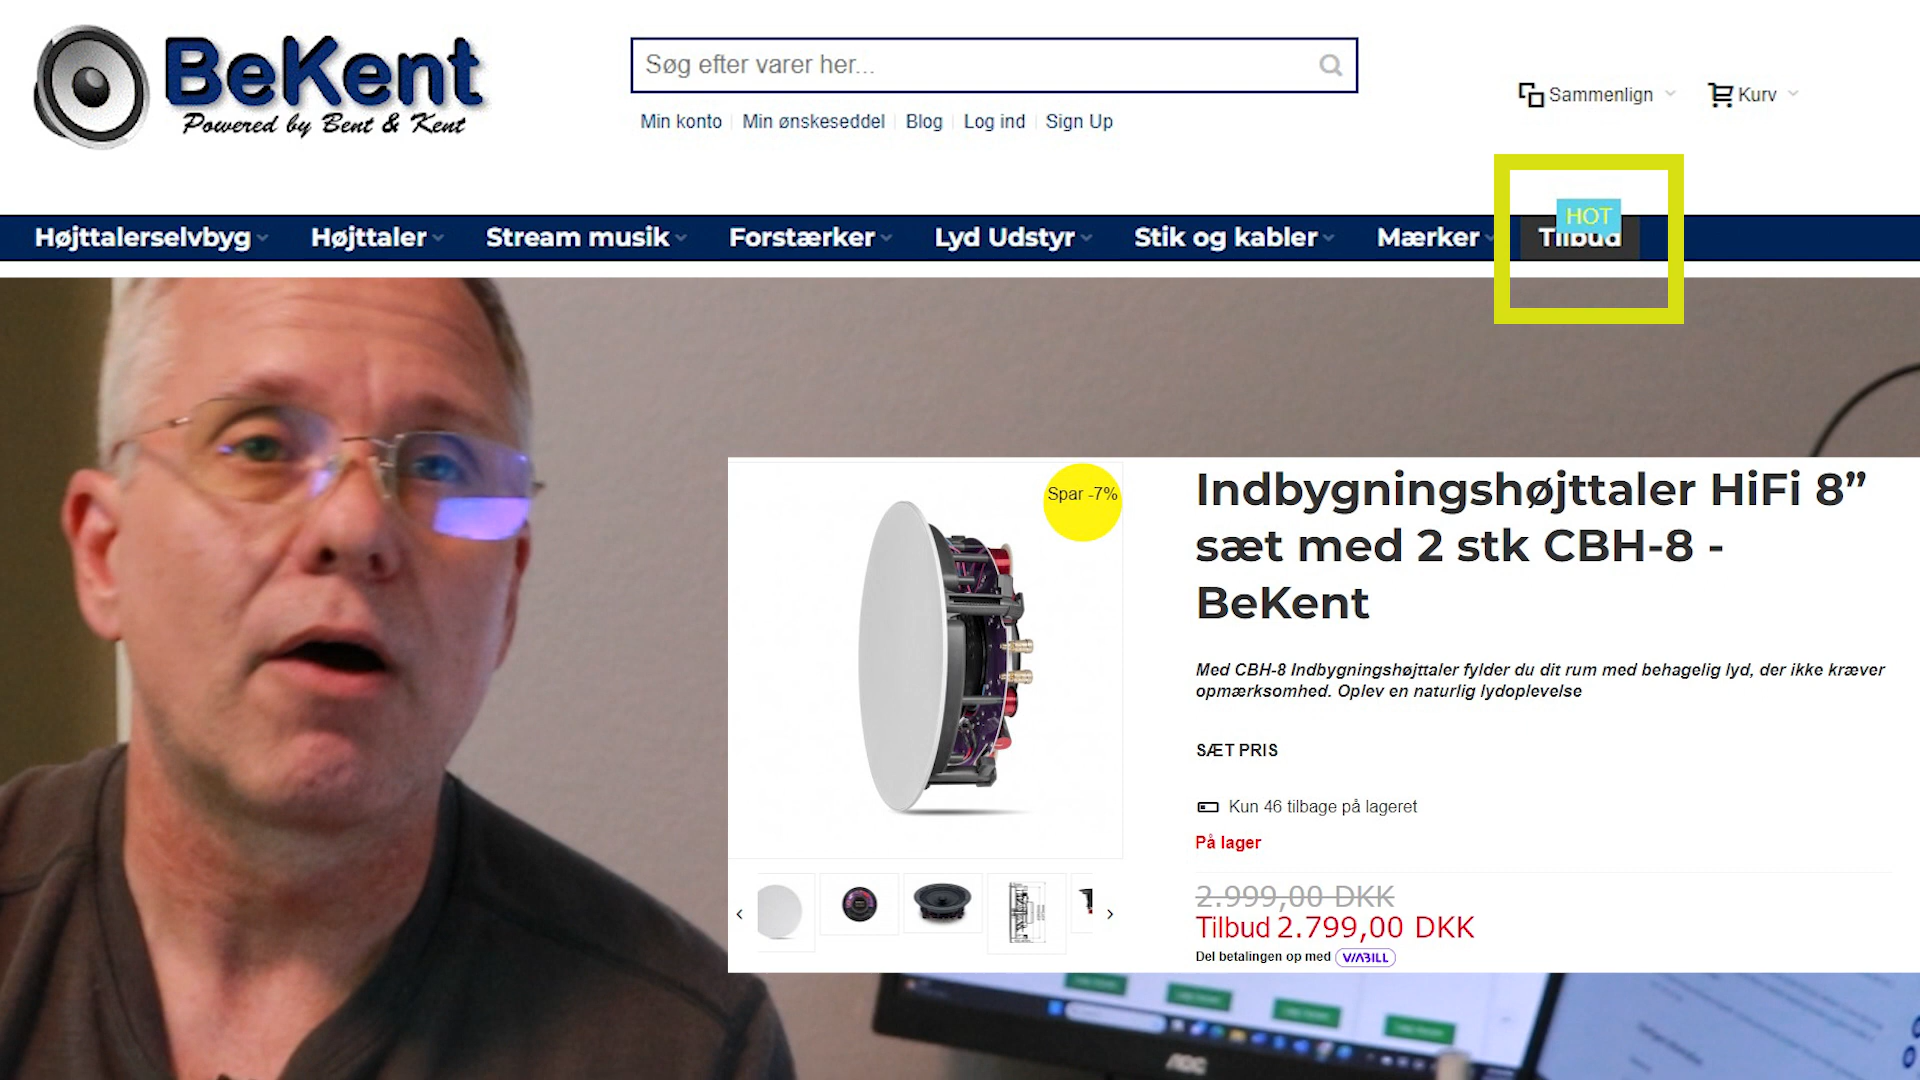 BeKent
Powered by Bent & Kent
Søg efter varer her...
Min konto
Min ønskeseddel
Blog
Log ind
Sign Up
Sammenlign
Kurv
Højttalerselvbyg
Højttaler
Stream musik
Forstærker
Lyd Udstyr
Stik og kabler
Mærker
HOT
Tilbud
Spar -7%
Indbygningshøjttaler HiFi 8”
sæt med 2 stk CBH-8 -
BeKent
Med CBH-8 Indbygningshøjttaler fylder du dit rum med behagelig lyd, der ikke kræver
opmærksomhed. Oplev en naturlig lydoplevelse
SÆT PRIS
Kun 46 tilbage på lageret
På lager
2.999,00 DKK
Tilbud 2.799,00 DKK
Del betalingen op med VIABILL
AOC